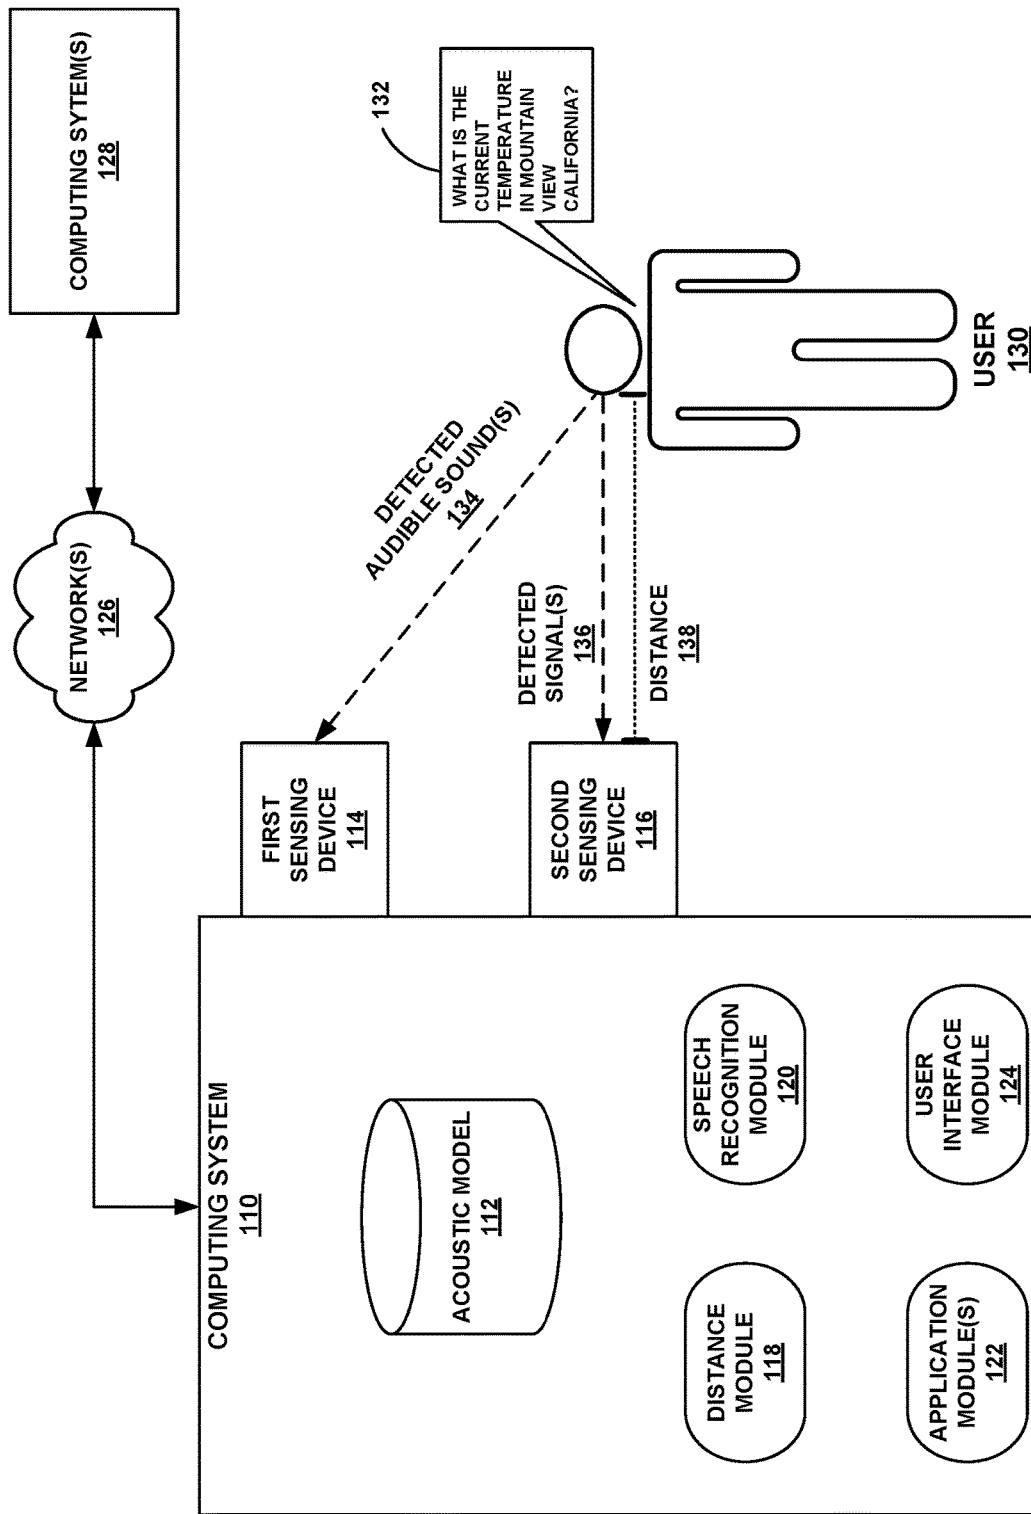 COMPUTING SYTEM(S)
128
NETWORK(S)
126
COMPUTING SYSTEM
110
ACOUSTIC MODEL
112
FIRST
SENSING
DEVICE
114
SECOND
SENSING
DEVICE
116
DISTANCE
MODULE
118
SPEECH
RECOGNITION
MODULE
120
APPLICATION
MODULE(S)
122
USER
INTERFACE
MODULE
124
DETECTED
AUDIBLE SOUND(S)
134
DETECTED
SIGNAL(S)
136
DISTANCE
138
132
WHAT IS THE
CURRENT
TEMPERATURE
IN MOUNTAIN
VIEW
CALIFORNIA?
USER
130